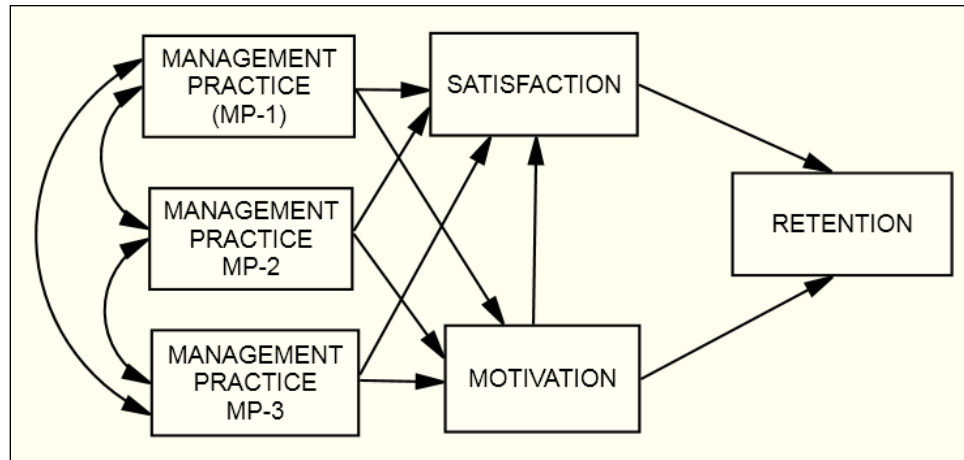 MANAGEMENT
PRACTICE
(MP-1)
SATISFACTION
MANAGEMENT
PRACTICE
MP-2
RETENTION
MANAGEMENT
PRACTICE
MP-3
MOTIVATION